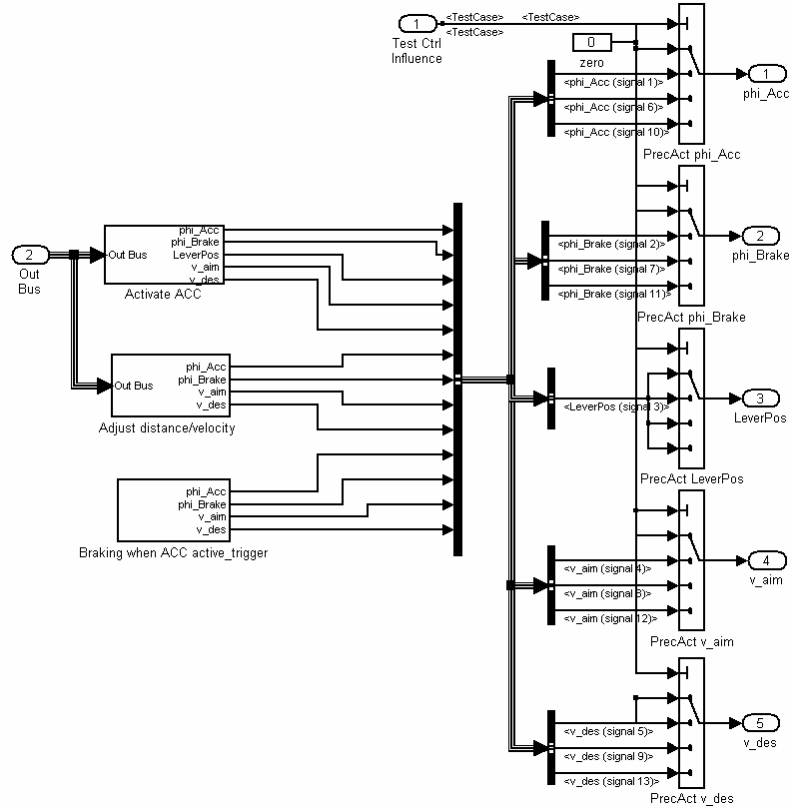 1
Test Ctrl
Influence
<TestCase>
<TestCase>
<TestCase>
0
zero
<phi_Acc (signal 1)>
<phi_Acc (signal 6)>
<phi_Acc (signal 10)>
PrecAct phi_Acc
1
phi_Acc
<phi_Brake (signal 2)>
<phi_Brake (signal 7)>
<phi_Brake (signal 11)>
PrecAct phi_Brake
2
phi_Brake
2
Out
Bus
Out Bus
phi_Acc
phi_Brake
LeverPos
v_aim
v_des
Activate ACC
Out Bus
phi_Acc
phi_Brake
v_aim
v_des
Adjust distance/velocity
phi_Acc
phi_Brake
v_aim
v_des
Braking when ACC active_trigger
<LeverPos (signal 3)>
PrecAct LeverPos
3
LeverPos
<v_aim (signal 4)>
<v_aim (signal 8)>
<v_aim (signal 12)>
PrecAct v_aim
4
v_aim
<v_des (signal 5)>
<v_des (signal 9)>
<v_des (signal 13)>
PrecAct v_des
5
v_des